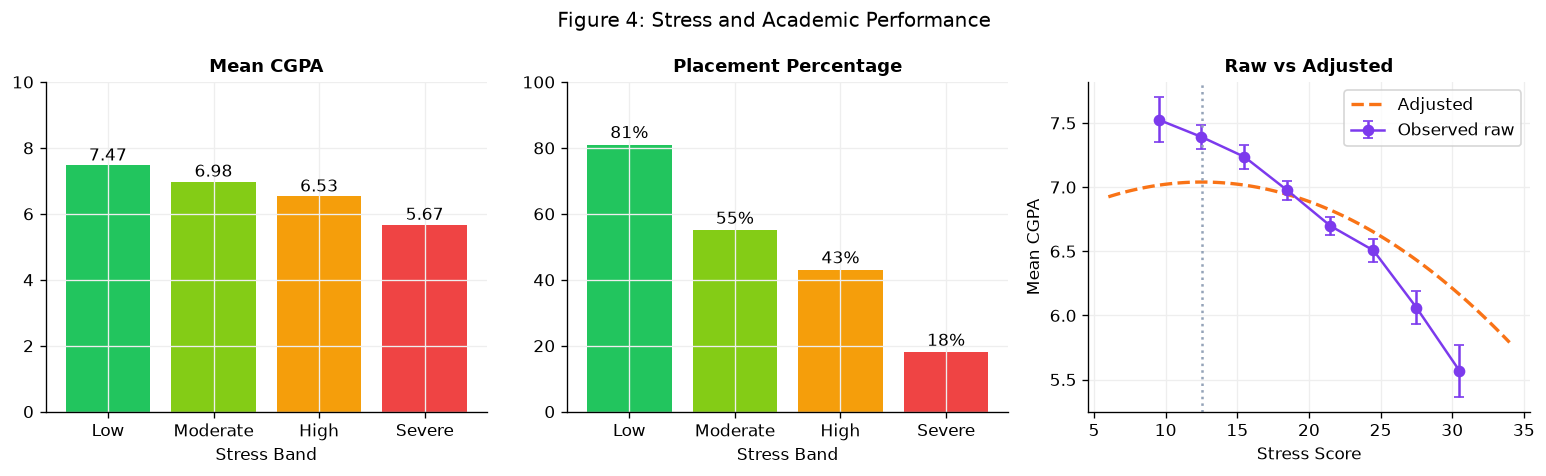 Figure 4: Stress and Academic Performance
Mean CGPA
10
8
6
4
2
0
7.47
6.98
6.53
5.67
Low Moderate High Severe
Stress Band
Placement Percentage
100
80
60
40
20
0
81%
55%
43%
18%
Low Moderate High Severe
Stress Band
Raw vs Adjusted
Adjusted
Observed raw
Mean CGPA
7.5
7.0
6.5
6.0
5.5
5 10 15 20 25 30 35
Stress Score